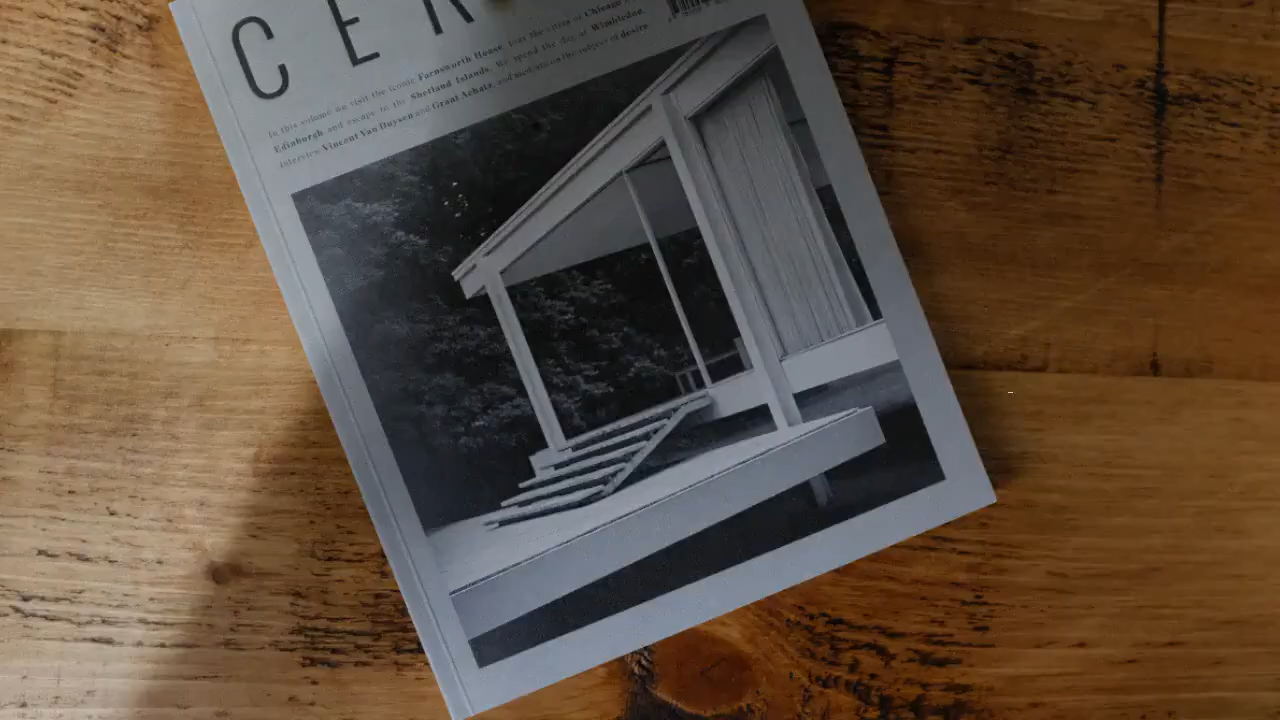 CER
In this volume we visit the iconic Farnsworth House, tour the cities of Chicago
Edinburgh and escape to the Shetland Islands. We spend the day at Wimbledon,
interview Vincent Van Duysen and Grant Achatz, and meditate on the subject of desire